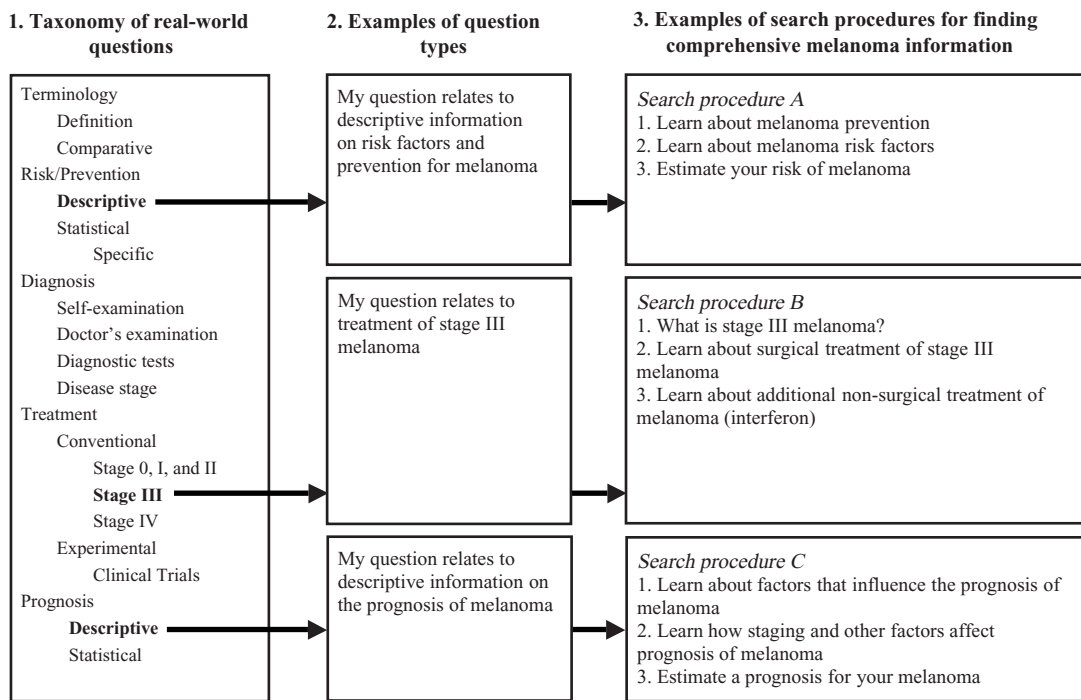 1. Taxonomy of real-world
questions
Terminology
Definition
Comparative
Risk/Prevention
Descriptive
Statistical
Specific
Diagnosis
Self-examination
Doctor's examination
Diagnostic tests
Disease stage
Treatment
Conventional
Stage 0, I, and II
Stage III
Stage IV
Experimental
Clinical Trials
Prognosis
Descriptive
Statistical
2. Examples of question
types
My question relates to
descriptive information
on risk factors and
prevention for melanoma
My question relates to
treatment of stage III
melanoma
My question relates to
descriptive information on
the prognosis of melanoma
3. Examples of search procedures for finding
comprehensive melanoma information
Search procedure A
1. Learn about melanoma prevention
2. Learn about melanoma risk factors
3. Estimate your risk of melanoma
Search procedure B
1. What is stage III melanoma?
2. Learn about surgical treatment of stage III
melanoma
3. Learn about additional non-surgical treatment of
melanoma (interferon)
Search procedure C
1. Learn about factors that influence the prognosis of
melanoma
2. Learn how staging and other factors affect
prognosis of melanoma
3. Estimate a prognosis for your melanoma